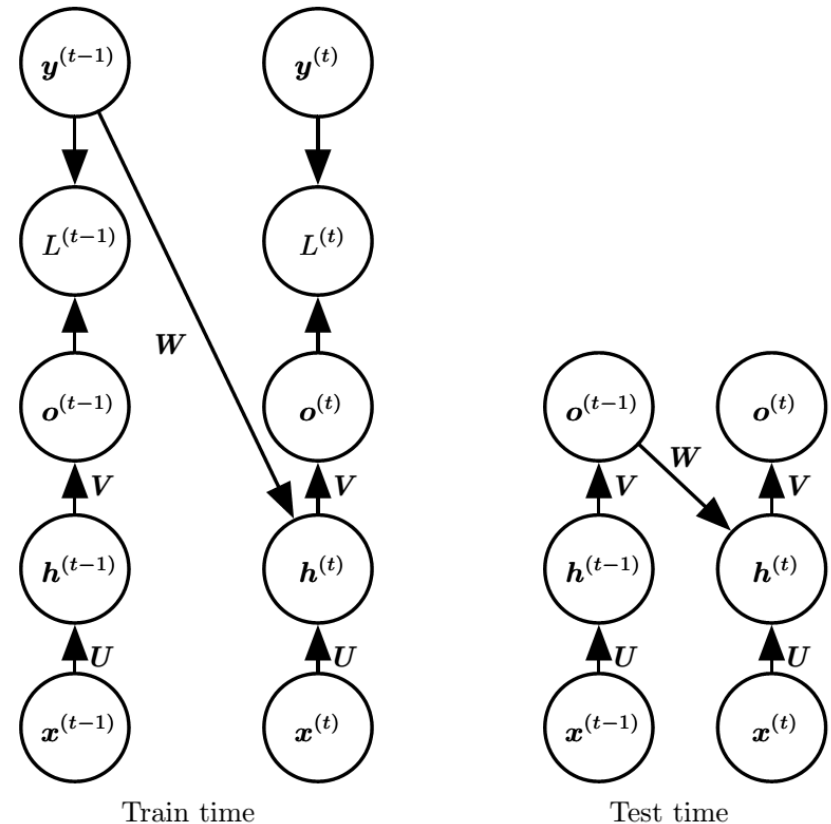 y^{(t−1)} y^{(t)}
L^{(t−1)} L^{(t)}
W
o^{(t−1)} o^{(t)} o^{(t−1)} o^{(t)}
W
V V V V
h^{(t−1)} h^{(t)} h^{(t−1)} h^{(t)}
U U U U
x^{(t−1)} x^{(t)} x^{(t−1)} x^{(t)}
Train time Test time